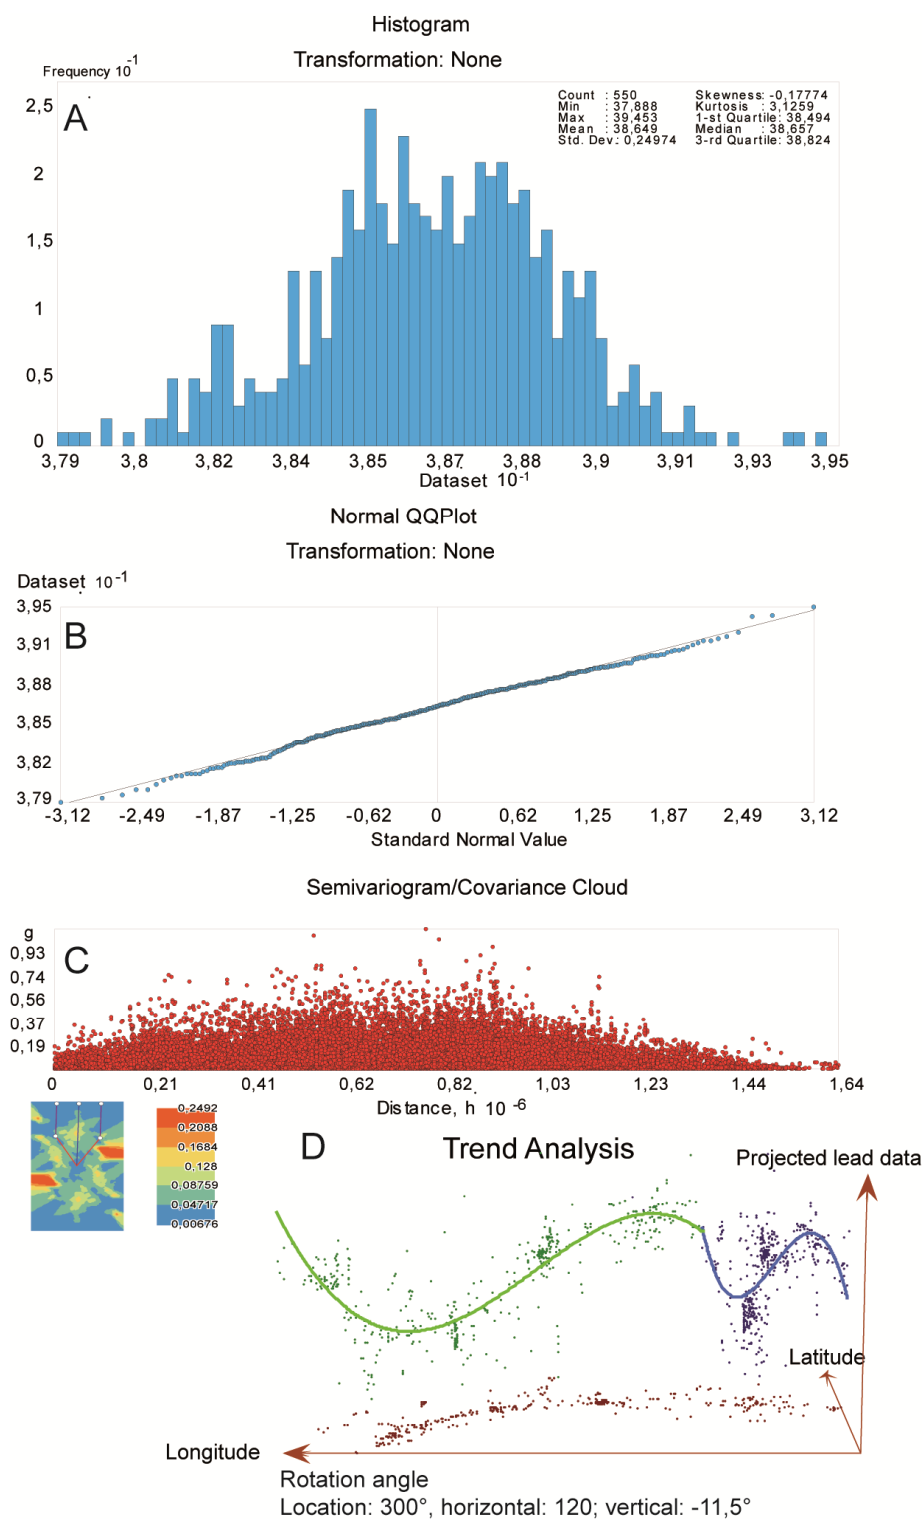 Histogram
Transformation: None
Frequency 10-1
A
Count : 550 Skewness: -0,17774
Min : 37,888 Kurtosis : 3,1259
Max : 39,453 1-st Quartile: 38,494
Mean : 38,649 Median : 38,657
Std. Dev.: 0,24974 3-rd Quartile: 38,824
2,5
2
1,5
1
0,5
0
3,79 3,8 3,82 3,84 3,85 3,87 3,88 3,9 3,91 3,93 3,95
Dataset 10-1
Normal QQPlot
Transformation: None
Dataset 10-1
B
3,95
3,91
3,88
3,85
3,82
3,79
-3,12 -2,49 -1,87 -1,25 -0,62 0 0,62 1,25 1,87 2,49 3,12
Standard Normal Value
Semivariogram/Covariance Cloud
g
C
0,93
0,74
0,56
0,37
0,19
0 0,21 0,41 0,62 0,82 1,03 1,23 1,44 1,64
Distance, h 10-6
0,2492
0,2088
0,1684
0,128
0,08759
0,04717
0,00676
D
Trend Analysis
Projected lead data
Latitude
Longitude
Rotation angle
Location: 300°, horizontal: 120; vertical: -11,5°